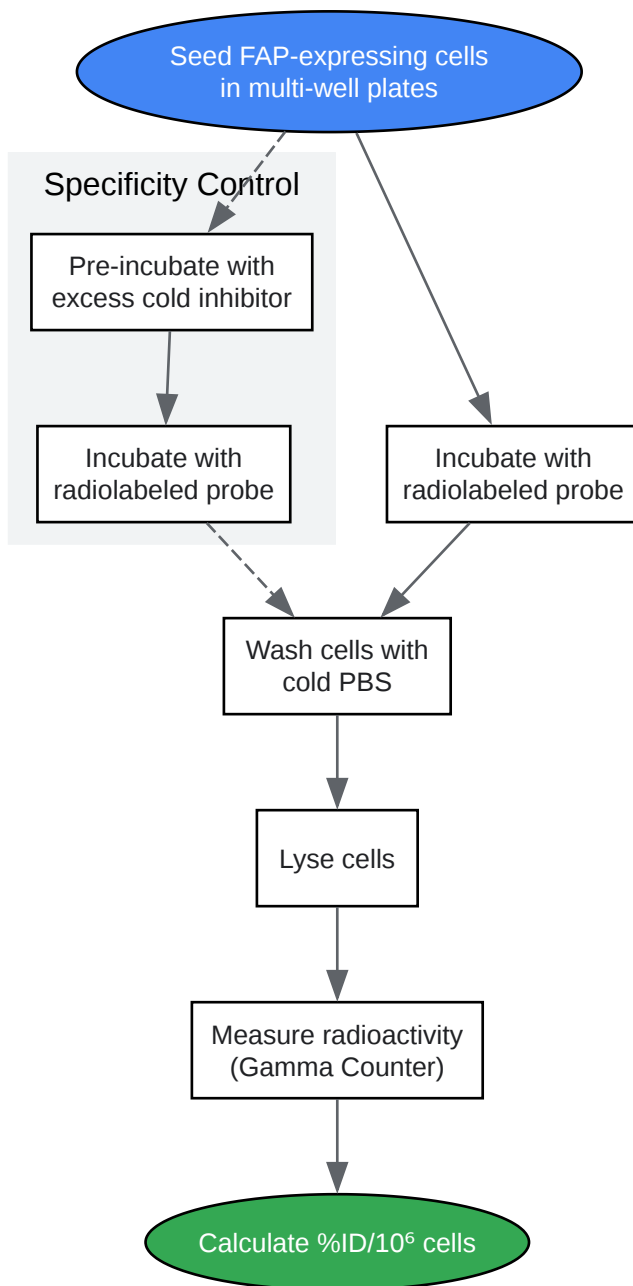 Seed FAP-expressing cells
in multi-well plates
Specificity Control
Pre-incubate with
excess cold inhibitor
Incubate with
radiolabeled probe
Incubate with
radiolabeled probe
Wash cells with
cold PBS
Lyse cells
Measure radioactivity
(Gamma Counter)
Calculate %ID/10⁶ cells